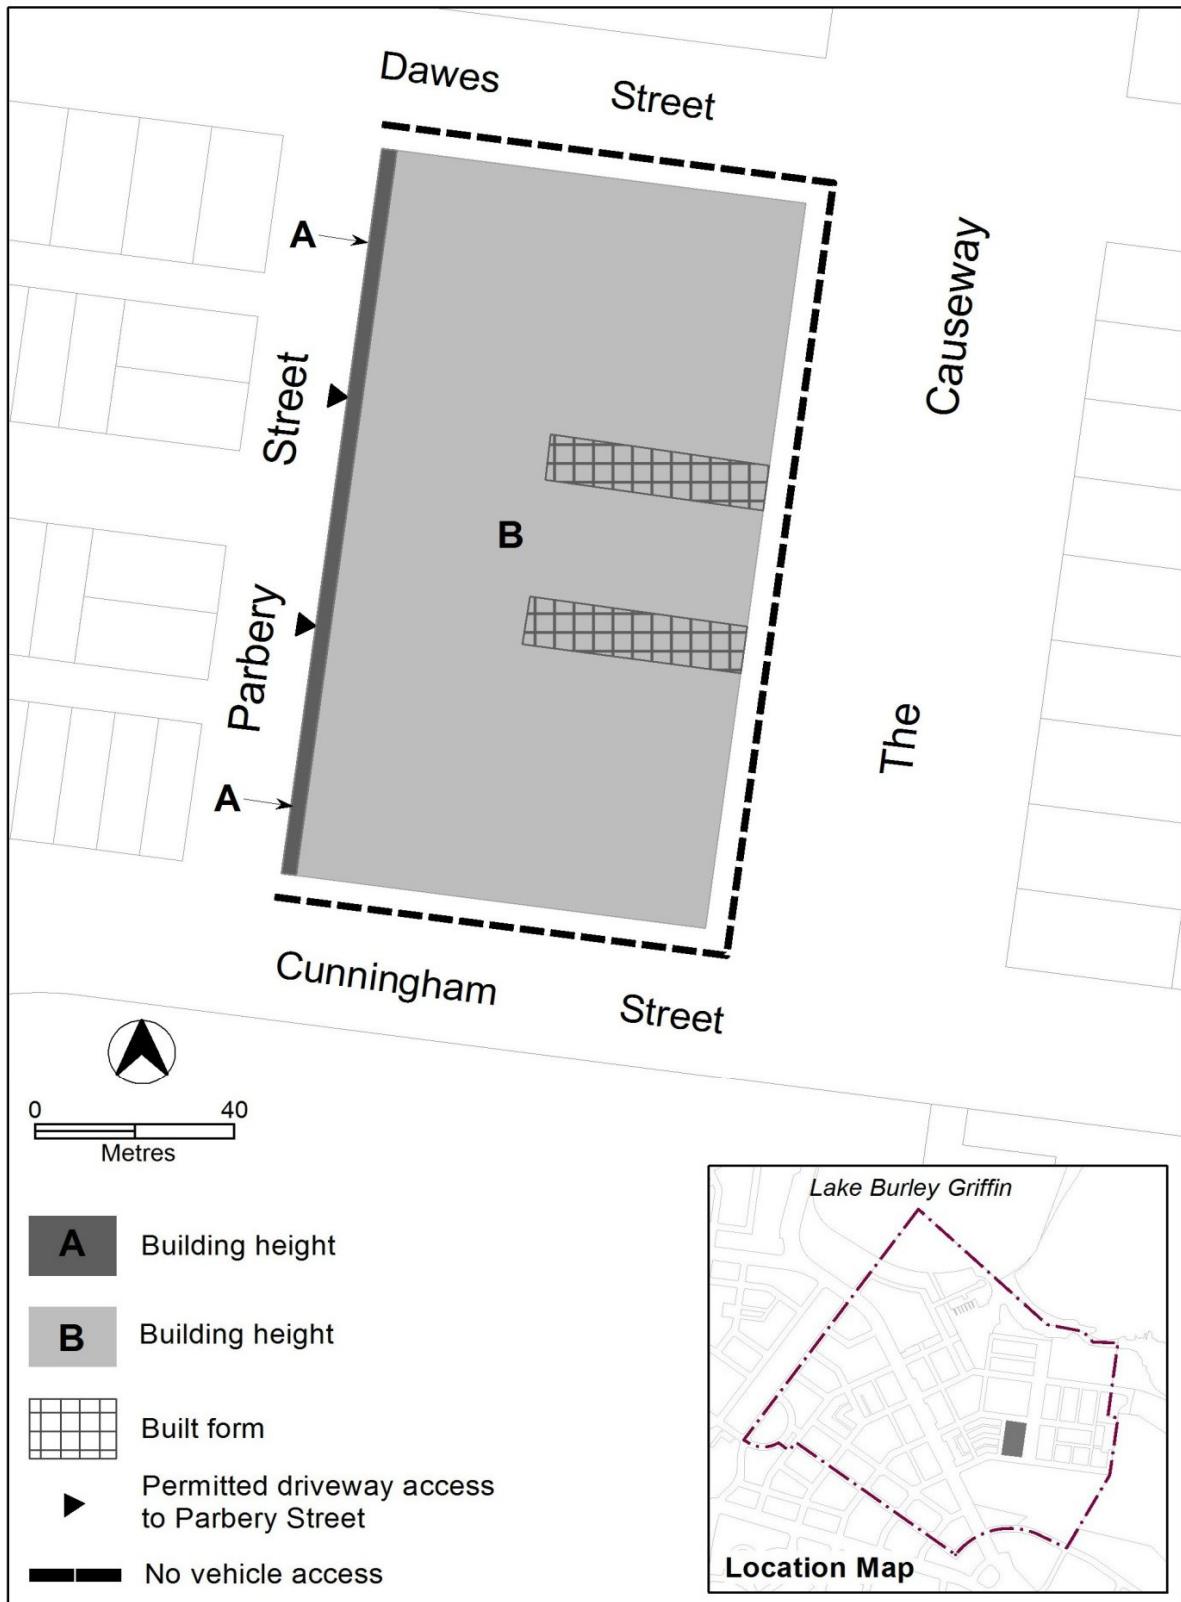 Dawes Street
A
Causeway
Street
B
Parbery
The
A
Cunningham Street
0 40
Metres
A Building height
B Building height
Built form
Permitted driveway access
to Parbery Street
No vehicle access
Lake Burley Griffin
Location Map